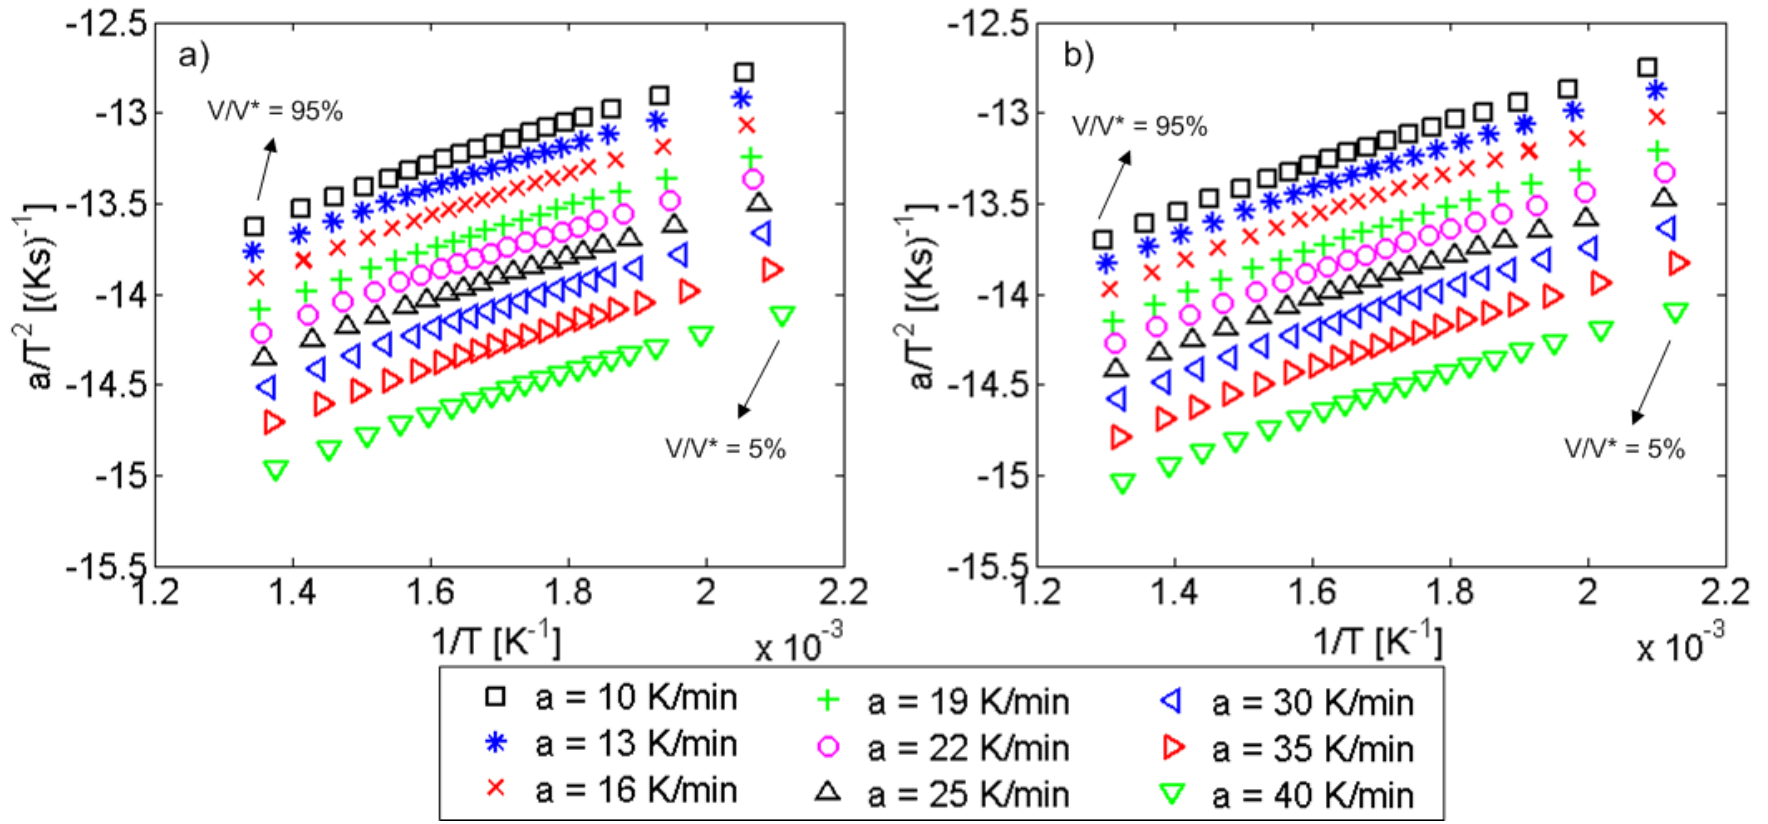 a)
V/V* = 95%
V/V* = 5%
-12.5
-13
-13.5
-14
-14.5
-15
-15.5
a/T² [(Ks)⁻¹]
1.2 1.4 1.6 1.8 2 2.2
1/T [K⁻¹]
x 10⁻³
b)
V/V* = 95%
V/V* = 5%
-12.5
-13
-13.5
-14
-14.5
-15
-15.5
a/T² [(Ks)⁻¹]
1.2 1.4 1.6 1.8 2 2.2
1/T [K⁻¹]
x 10⁻³
a = 10 K/min
a = 13 K/min
a = 16 K/min
a = 19 K/min
a = 22 K/min
a = 25 K/min
a = 30 K/min
a = 35 K/min
a = 40 K/min